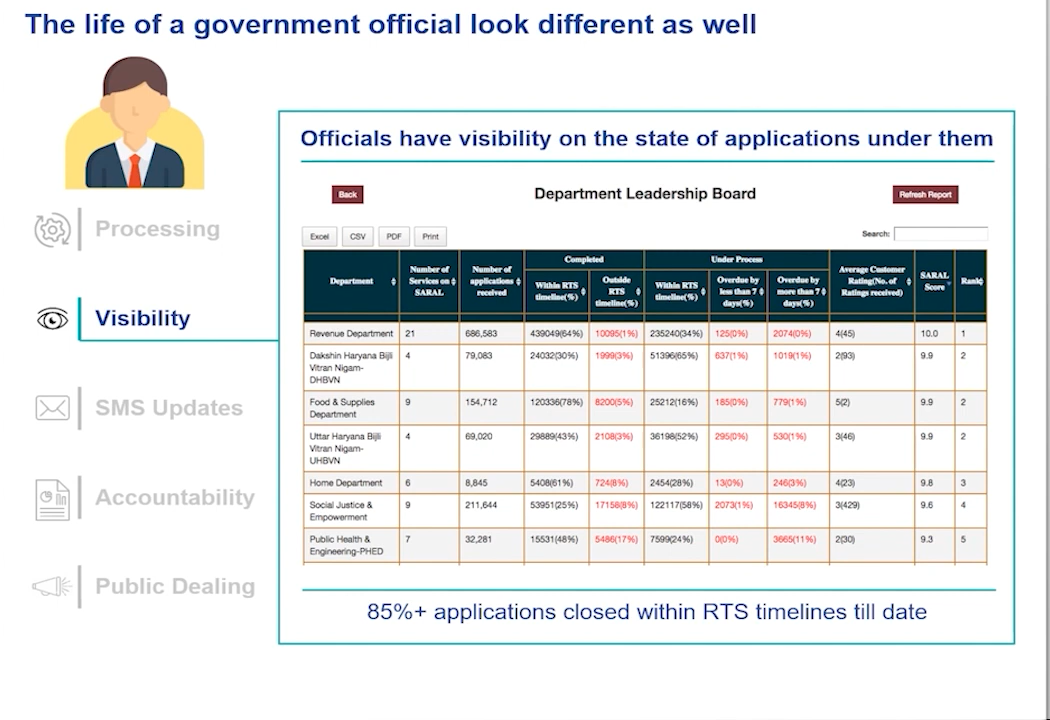 The life of a government official look different as well
Processing
Visibility
SMS Updates
Accountability
Public Dealing
Officials have visibility on the state of applications under them
Back
Department Leadership Board
Refresh Report
Excel CSV PDF Print
Search:
Department
Number of Services on SARAL
Number of applications received
Completed
Within RTS timeline(%)
Outside RTS timeline(%)
Under Process
Within RTS timeline(%)
Overdue by less than 7 days(%)
Overdue by more than 7 days(%)
Average Customer Rating(No. of Ratings received)
SARAL Score
Rank
Revenue Department 21 686,583 439049(64%) 10095(1%) 235240(34%) 125(0%) 2074(0%) 4(45) 10.0 1
Dakshin Haryana Bijli Vitran Nigam-DHBVN 4 79,083 24032(30%) 1999(3%) 51396(65%) 637(1%) 1019(1%) 2(93) 9.9 2
Food & Supplies Department 9 154,712 120336(78%) 8200(5%) 25212(16%) 185(0%) 779(1%) 5(2) 9.9 2
Uttar Haryana Bijli Vitran Nigam-UHBVN 4 69,020 29889(43%) 2108(3%) 36198(52%) 295(0%) 530(1%) 3(46) 9.9 2
Home Department 6 8,845 5408(61%) 724(8%) 2454(28%) 13(0%) 246(3%) 4(23) 9.8 3
Social Justice & Empowerment 9 211,644 53951(25%) 17158(8%) 122117(58%) 2073(1%) 16345(8%) 3(429) 9.6 4
Public Health & Engineering-PHED 7 32,281 15531(48%) 5486(17%) 7599(24%) 0(0%) 3665(11%) 2(30) 9.3 5
85%+ applications closed within RTS timelines till date